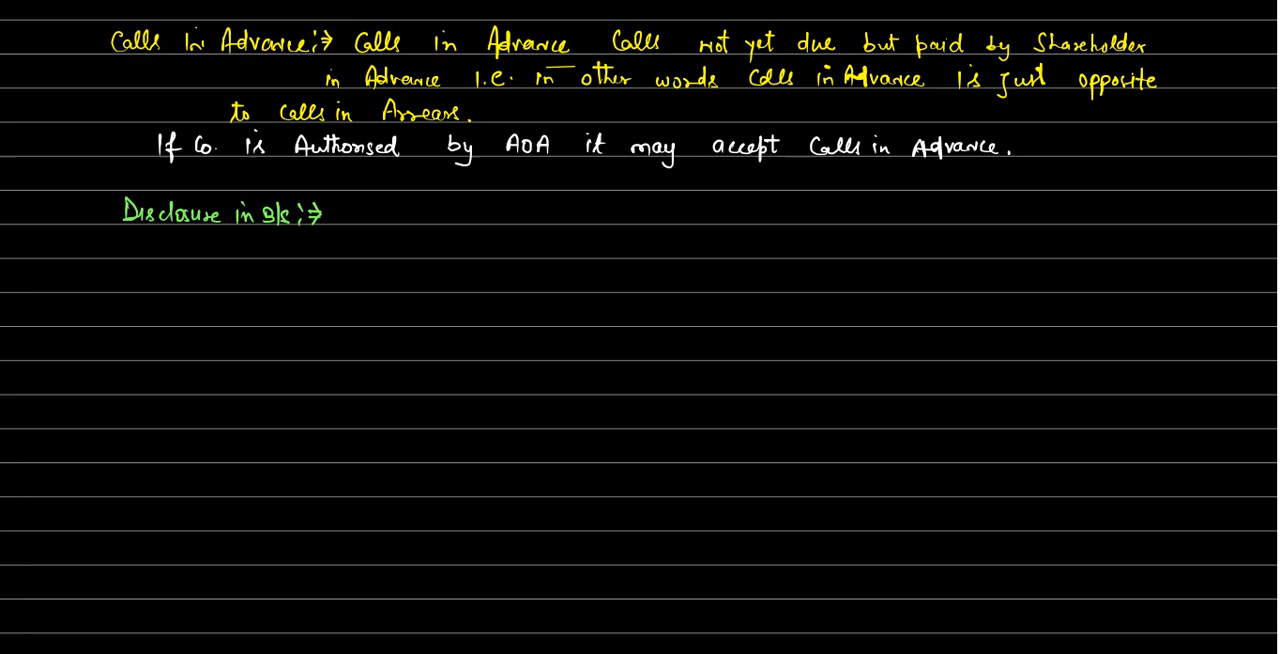 Calls In Advance:→ Calls in Advance Calls not yet due but paid by Shareholder
in Advance I.e. in other words Calls in Advance is just opposite
to Calls in Arrears.
If Co. is Authorised by AOA it may accept Calls in Advance.
Disclosure in B/S:→